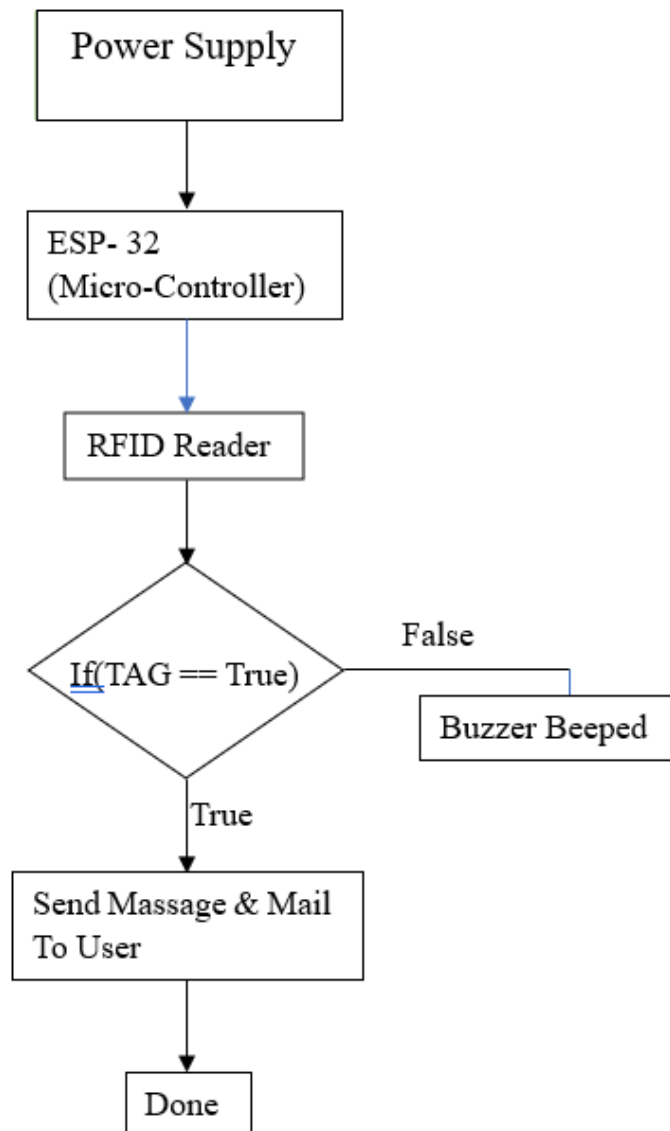 Power Supply
ESP- 32
(Micro-Controller)
RFID Reader
False
If(TAG == True)
Buzzer Beeped
True
Send Massage & Mail
To User
Done